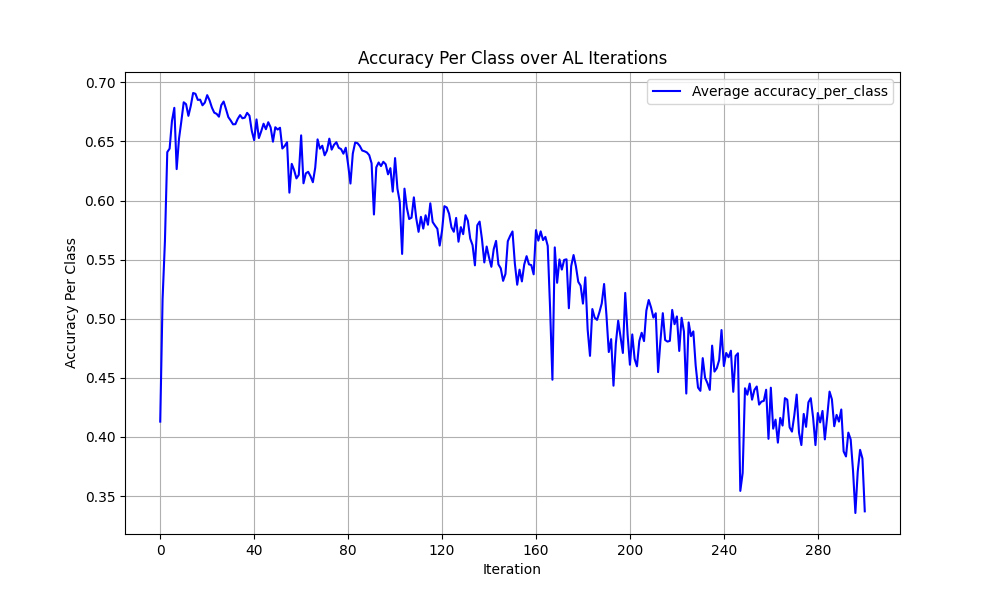 Accuracy Per Class over AL Iterations
Average accuracy_per_class
Accuracy Per Class
0.70
0.65
0.60
0.55
0.50
0.45
0.40
0.35
0 40 80 120 160 200 240 280
Iteration